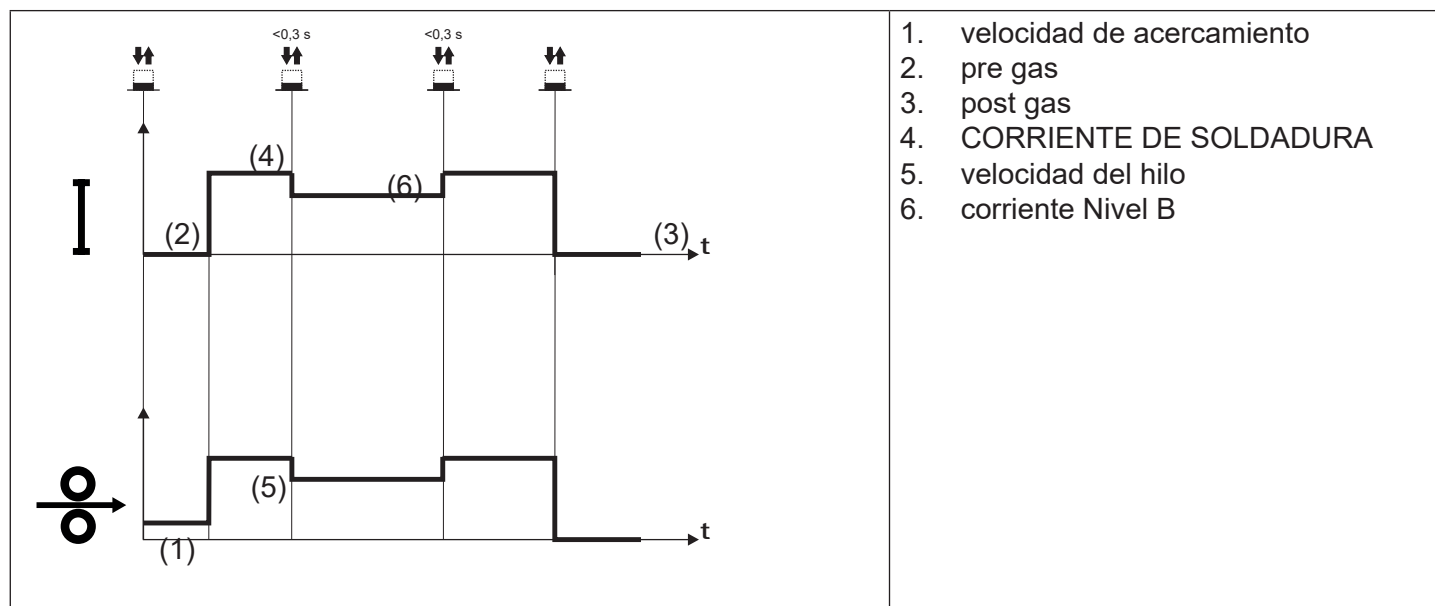 <0,3 s <0,3 s
(4)
(6)
(2) (3) t
I
(5)
t
(1)
1. velocidad de acercamiento
2. pre gas
3. post gas
4. CORRIENTE DE SOLDADURA
5. velocidad del hilo
6. corriente Nivel B